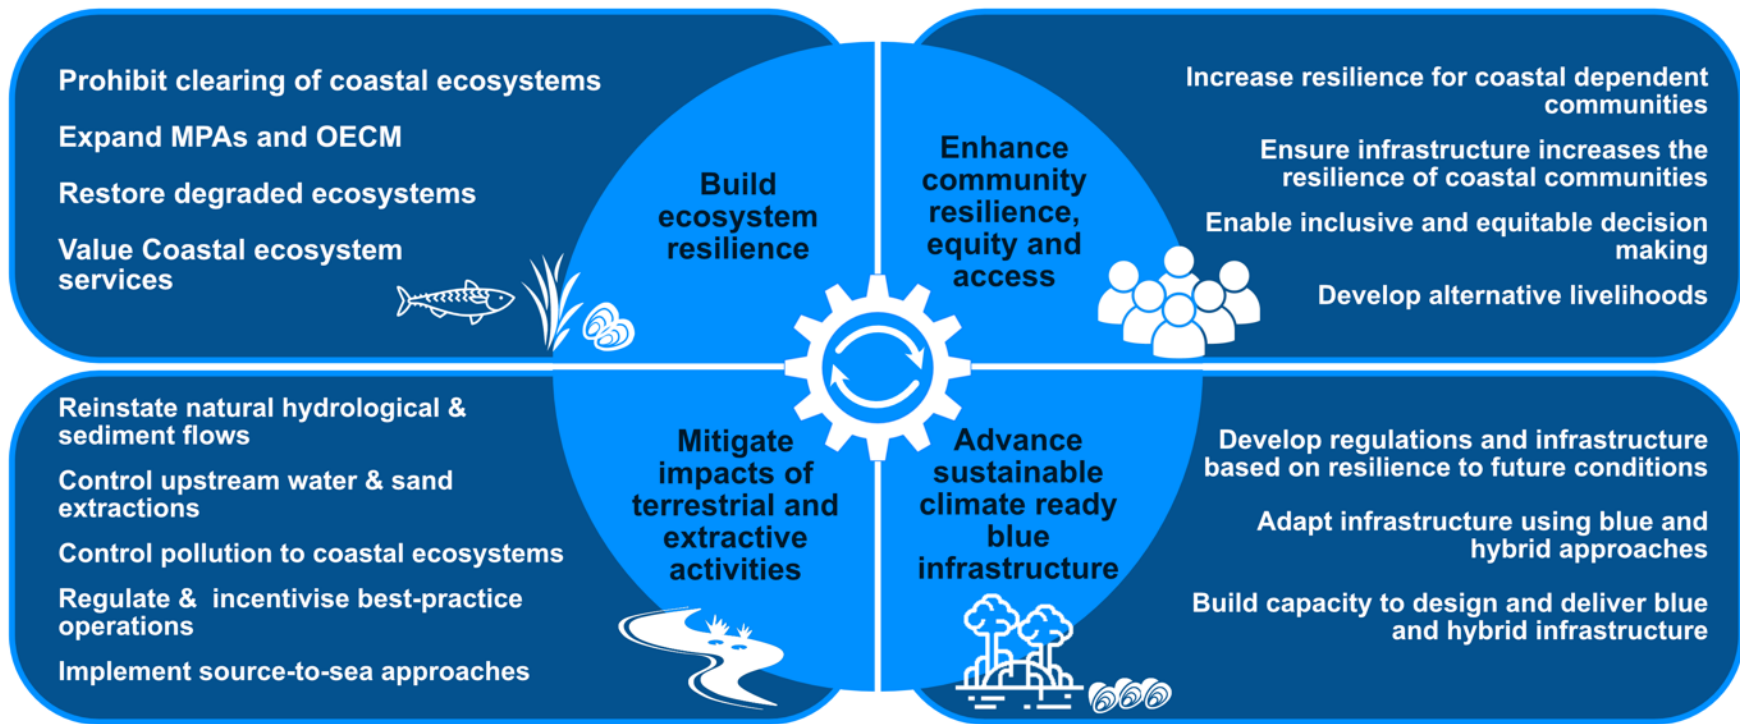 Prohibit clearing of coastal ecosystems
Expand MPAs and OECM
Restore degraded ecosystems
Value Coastal ecosystem
services
Build
ecosystem
resilience
Enhance
community
resilience,
equity and
access
Increase resilience for coastal dependent
communities
Ensure infrastructure increases the
resilience of coastal communities
Enable inclusive and equitable decision
making
Develop alternative livelihoods
Reinstate natural hydrological &
sediment flows
Control upstream water & sand
extractions
Control pollution to coastal ecosystems
Regulate & incentivise best-practice
operations
Implement source-to-sea approaches
Mitigate
impacts of
terrestrial and
extractive
activities
Advance
sustainable
climate ready
blue
infrastructure
Develop regulations and infrastructure
based on resilience to future conditions
Adapt infrastructure using blue and
hybrid approaches
Build capacity to design and deliver blue
and hybrid infrastructure